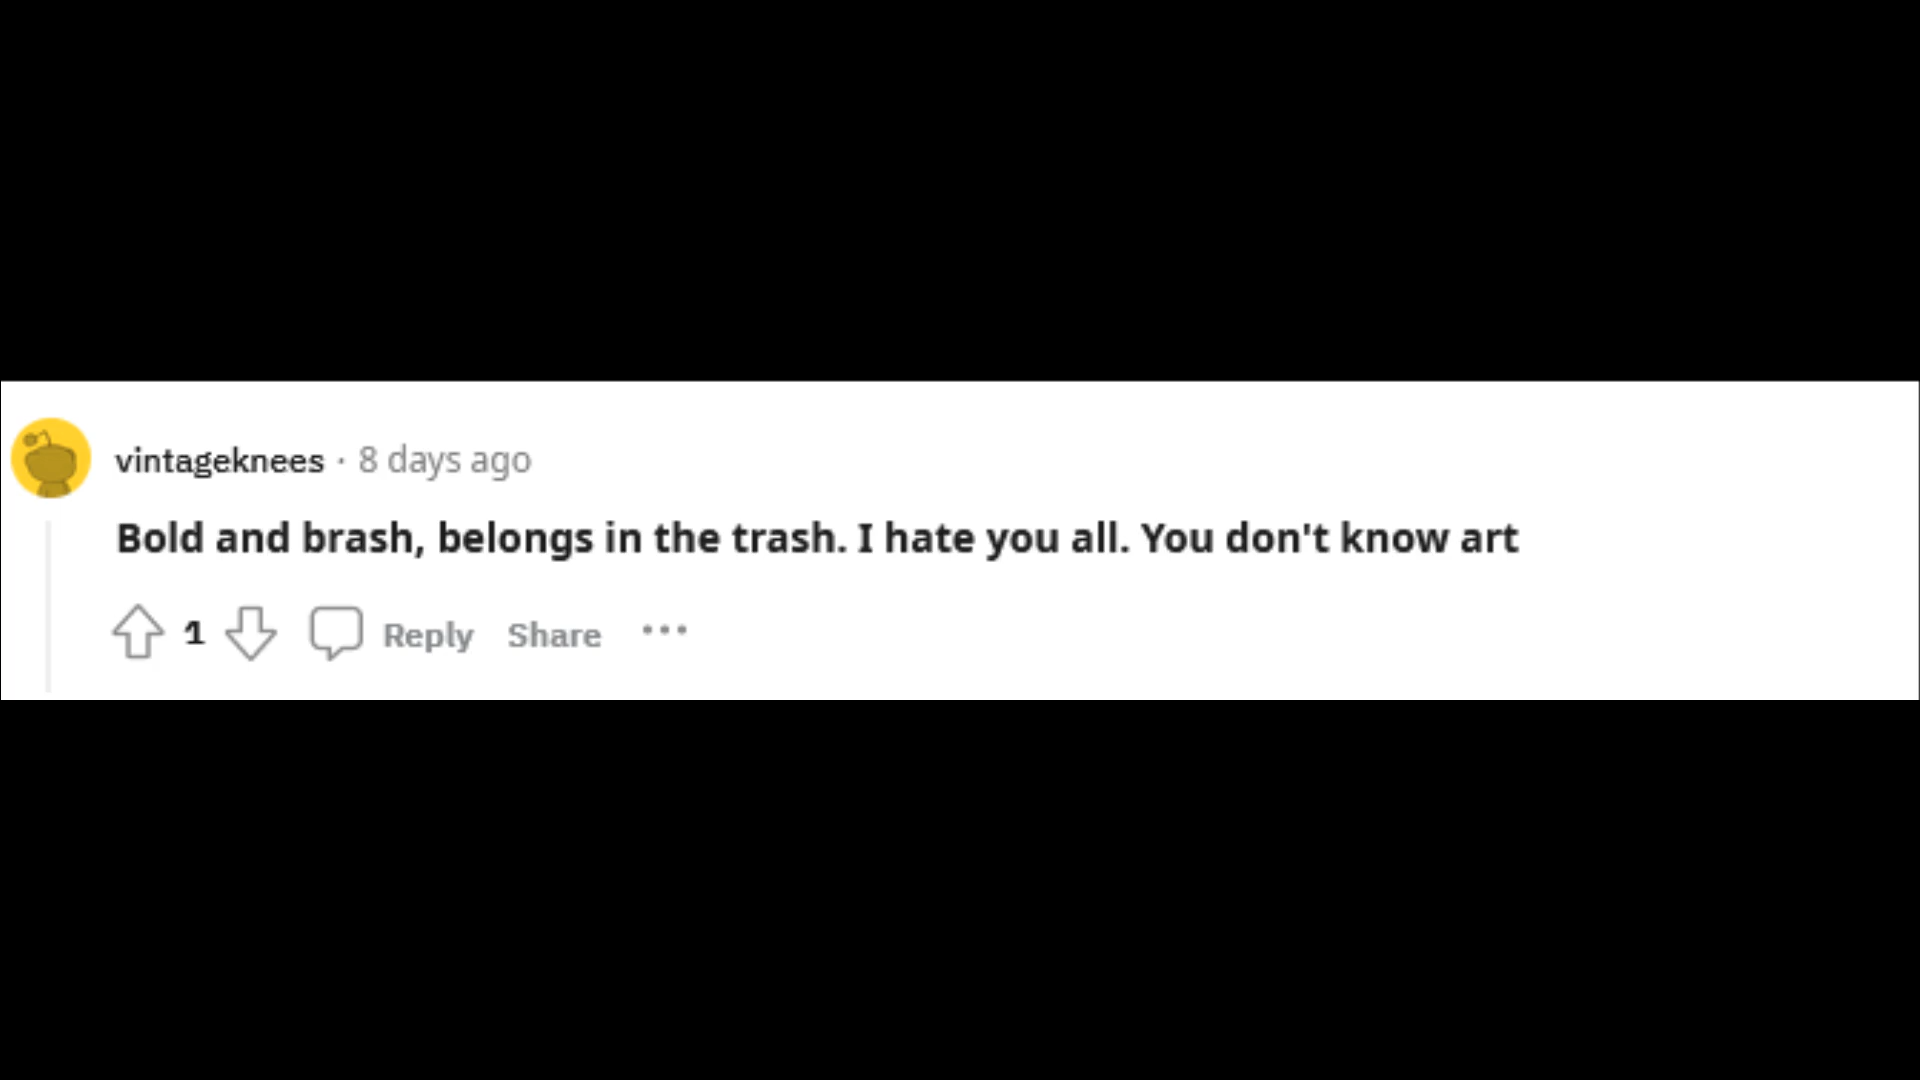 vintageknees · 8 days ago
Bold and brash, belongs in the trash. I hate you all. You don't know art
1 Reply Share ···